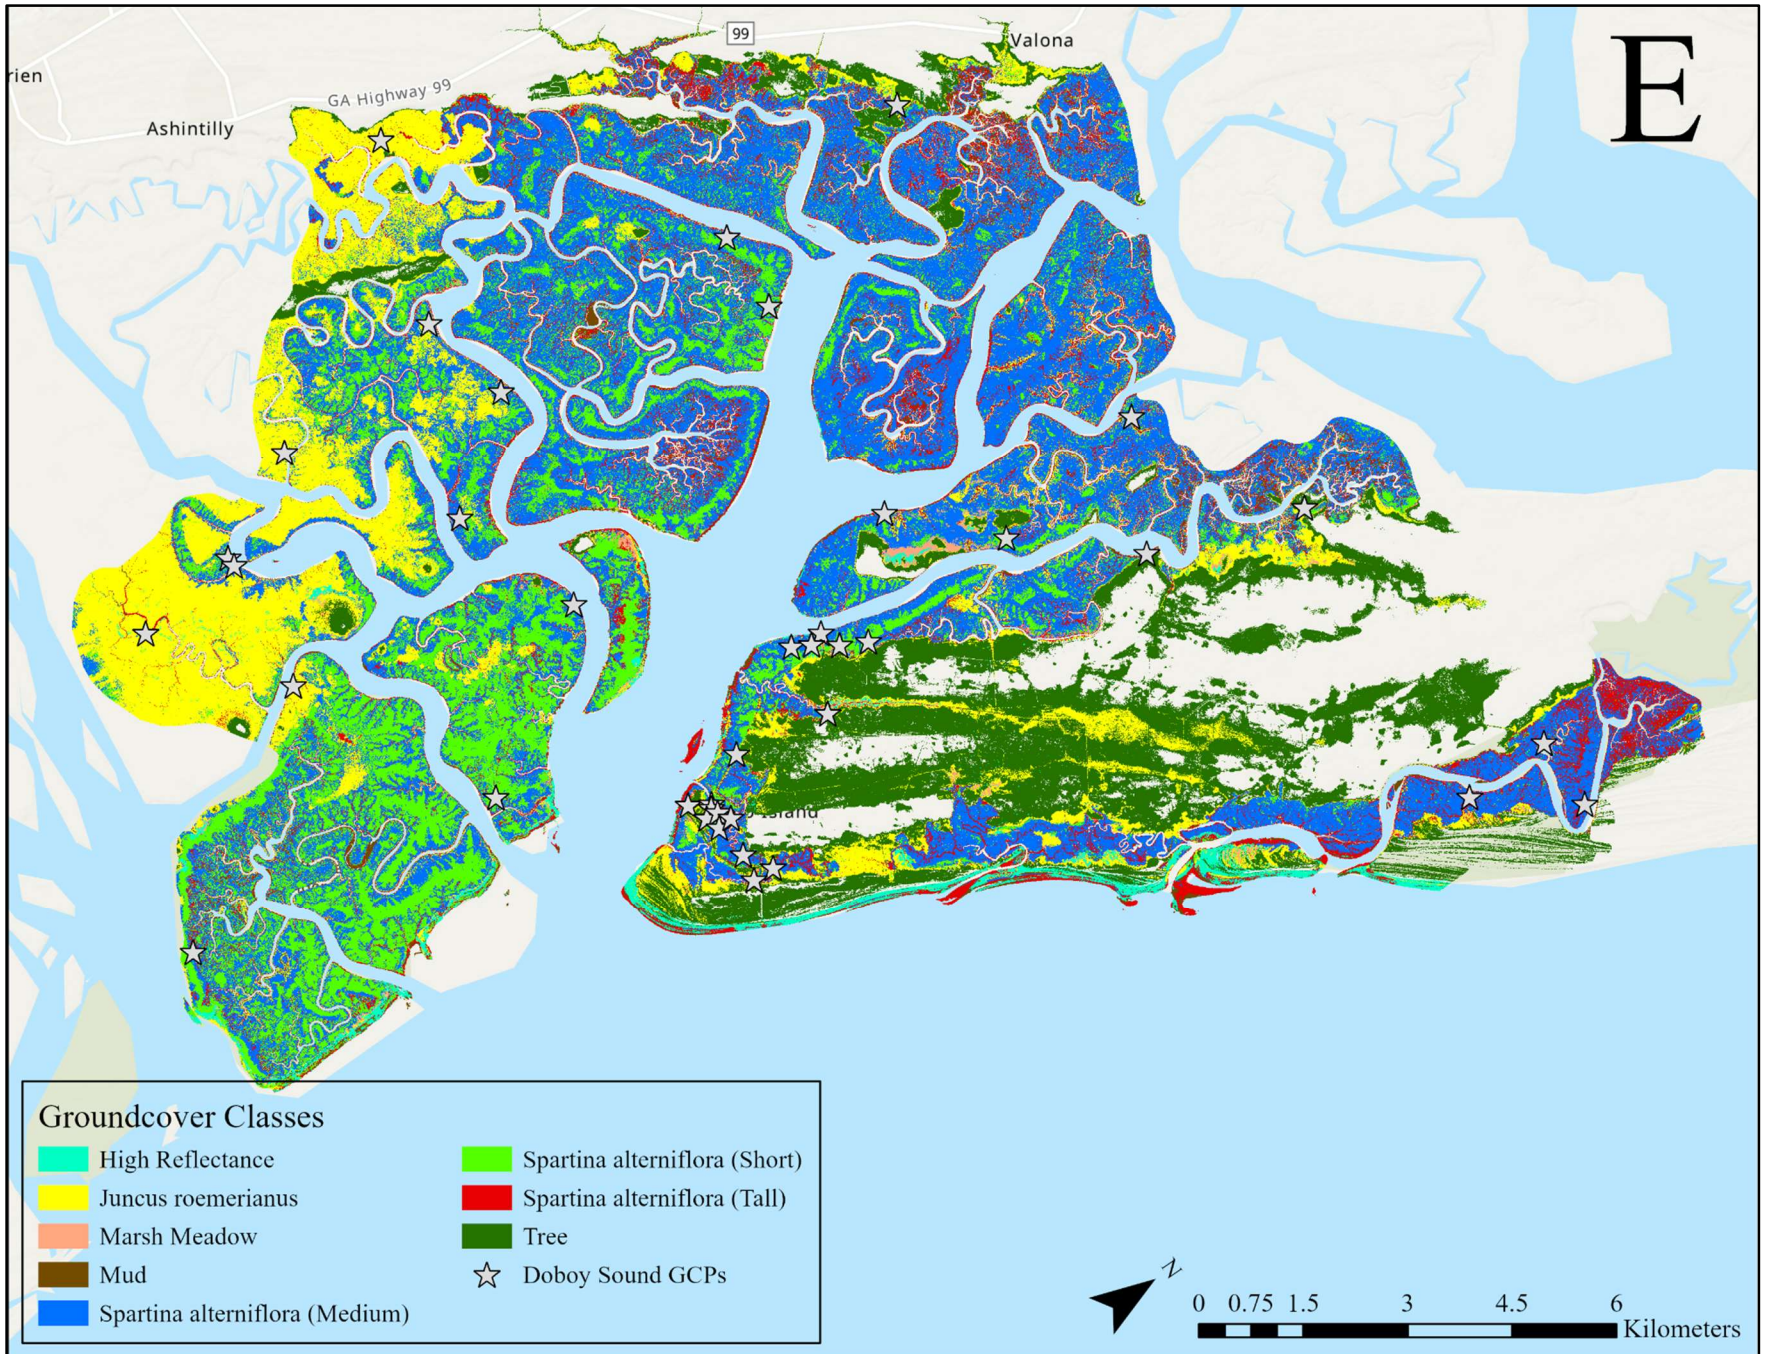 99
Valona
E
rien
GA Highway 99
Ashintilly
Island
Groundcover Classes
High Reflectance
Juncus roemerianus
Marsh Meadow
Mud
Spartina alterniflora (Medium)
Spartina alterniflora (Short)
Spartina alterniflora (Tall)
Tree
Doboy Sound GCPs
N
0 0.75 1.5 3 4.5 6
Kilometers